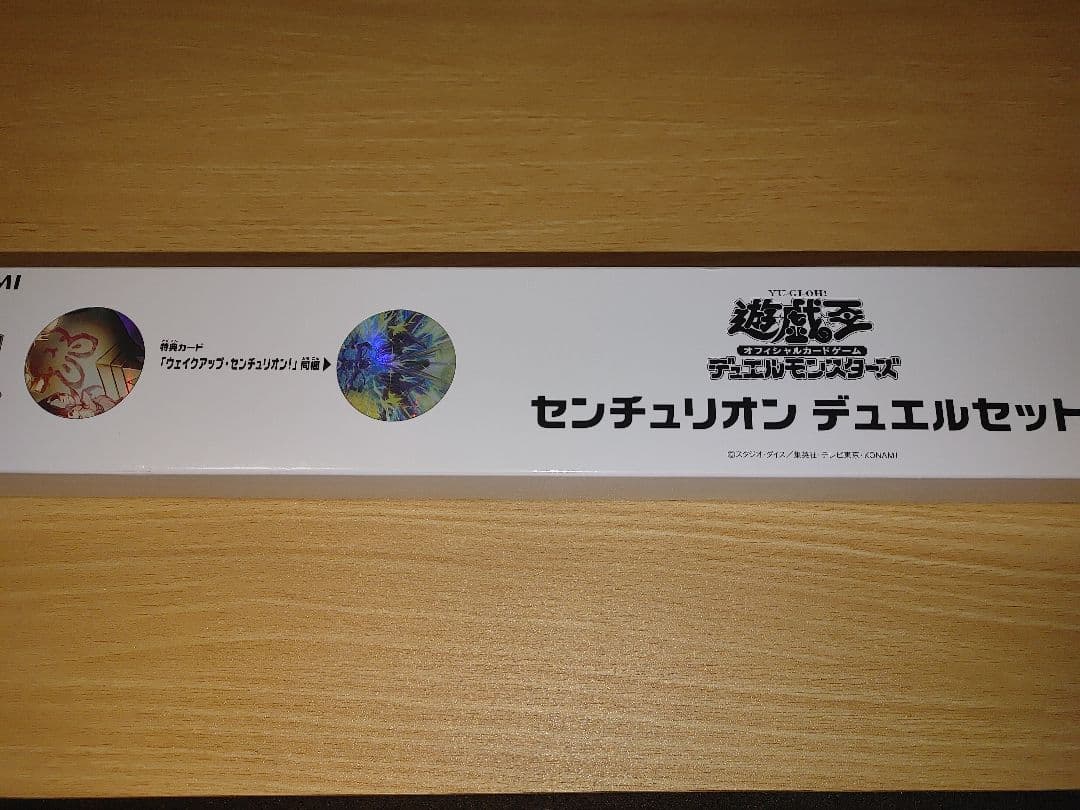 MI
特典カード
「ウェイクアップ・センチュリオン!」同梱▶
YU-GI-OH!
遊戯王
オフィシャルカードゲーム
デュエルモンスターズ
センチュリオン デュエルセット
©スタジオ・ダイス/集英社・テレビ東京・KONAMI